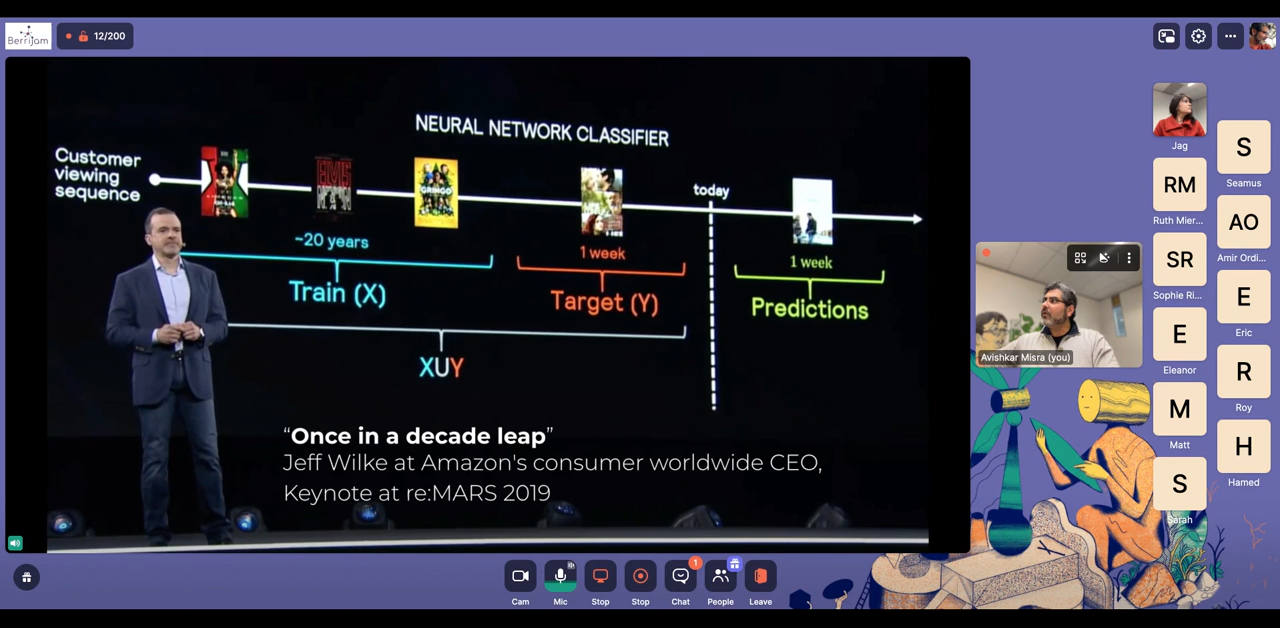 BerriJam
12/200
NEURAL NETWORK CLASSIFIER
Customer
viewing
sequence
ELVIS
GRINGO
today
~20 years
1 week
1 week
Train (X)
Target (Y)
Predictions
XUY
“Once in a decade leap”
Jeff Wilke at Amazon's consumer worldwide CEO,
Keynote at re:MARS 2019
Avishkar Misra (you)
Jag
RM
Ruth Mier...
SR
Sophie Ri...
E
Eleanor
M
Matt
S
Sarah
S
Seamus
AO
Amir Ordi...
E
Eric
R
Roy
H
Hamed
1
Cam
Mic
Stop
Stop
Chat
People
Leave